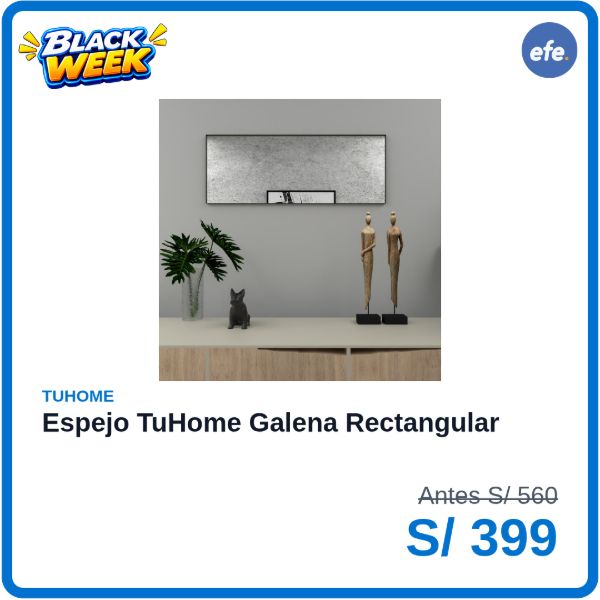 BLACK
WEEK
efe.
TUHOME
Espejo TuHome Galena Rectangular
Antes S/ 560
S/ 399